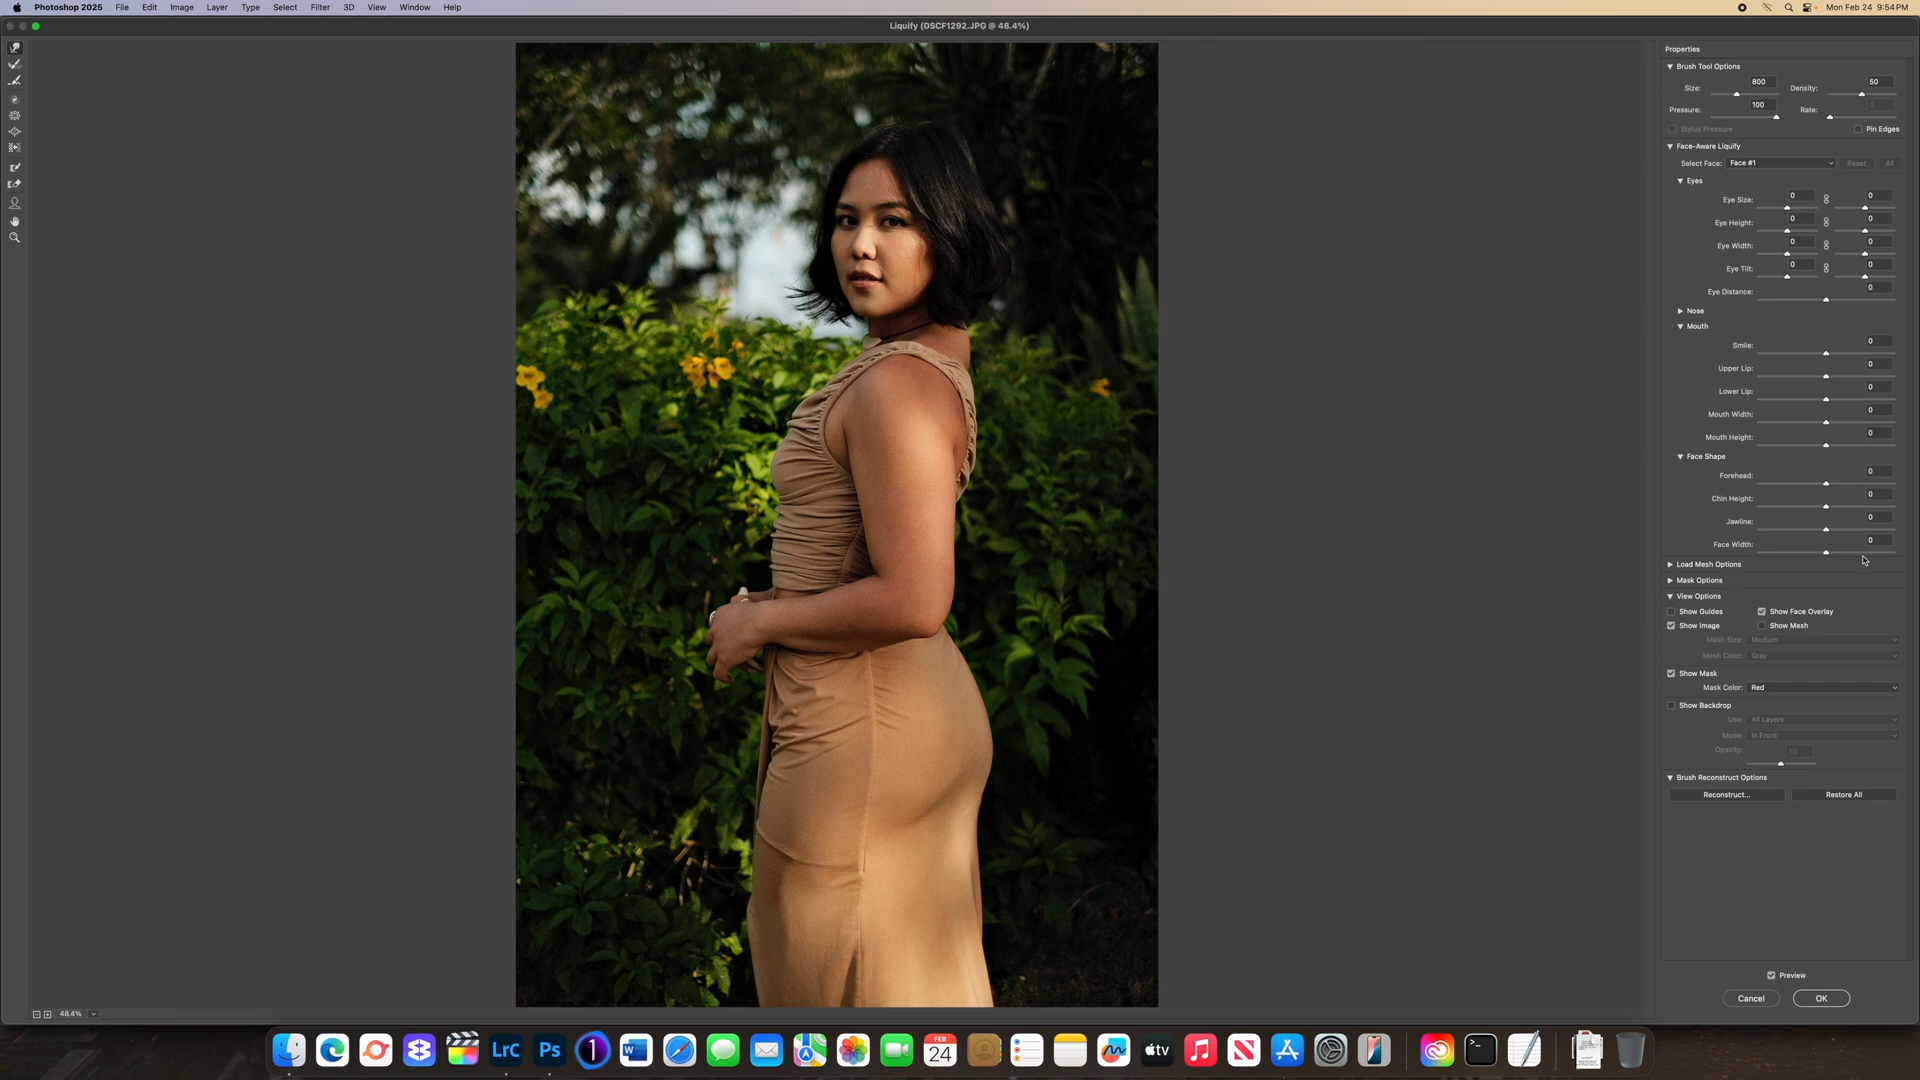 Photoshop 2025 File Edit Image Layer Type Select Filter 3D View Window Help Mon Feb 24 9:54 PM
Liquify (DSCF1292.JPG @ 48.4%)
Properties
Brush Tool Options
Size: 800 Density: 50
Pressure: 100 Rate: 0
Stylus Pressure Pin Edges
Face-Aware Liquify
Select Face: Face #1 Reset All
Eyes
Eye Size: 0 0
Eye Height: 0 0
Eye Width: 0 0
Eye Tilt: 0 0
Eye Distance: 0
Nose
Mouth
Smile: 0
Upper Lip: 0
Lower Lip: 0
Mouth Width: 0
Mouth Height: 0
Face Shape
Forehead: 0
Chin Height: 0
Jawline: 0
Face Width: 0
Load Mesh Options
Mask Options
View Options
Show Guides Show Face Overlay
Show Image Show Mesh
Mesh Size: Medium
Mesh Color: Gray
Show Mask
Mask Color: Red
Show Backdrop
Use: All Layers
Mode: In Front
Opacity: 50
Brush Reconstruct Options
Reconstruct... Restore All
Preview
Cancel OK
48.4%
LrC Ps 1 W FEB 24 tv N